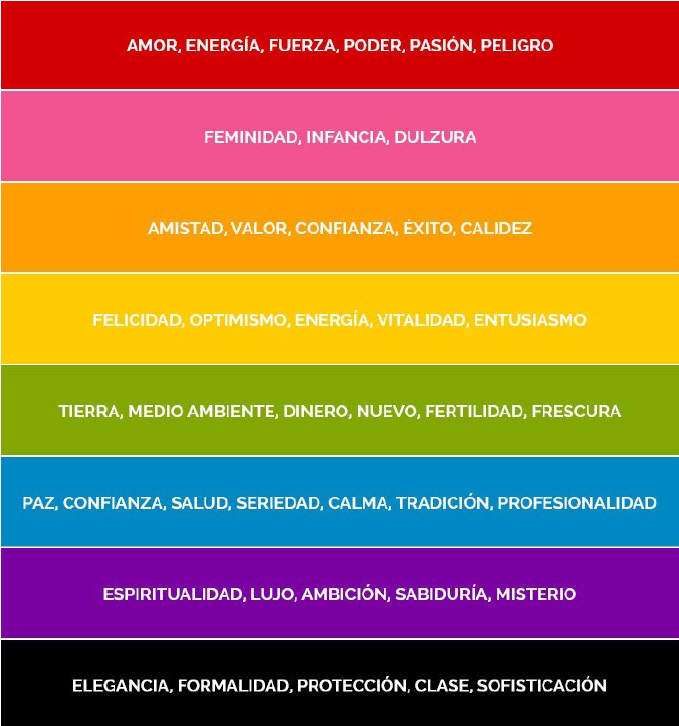 AMOR, ENERGÍA, FUERZA, PODER, PASIÓN, PELIGRO
FEMINIDAD, INFANCIA, DULZURA
AMISTAD, VALOR, CONFIANZA, ÉXITO, CALIDEZ
FELICIDAD, OPTIMISMO, ENERGÍA, VITALIDAD, ENTUSIASMO
TIERRA, MEDIO AMBIENTE, DINERO, NUEVO, FERTILIDAD, FRESCURA
PAZ, CONFIANZA, SALUD, SERIEDAD, CALMA, TRADICIÓN, PROFESIONALIDAD
ESPIRITUALIDAD, LUJO, AMBICIÓN, SABIDURÍA, MISTERIO
ELEGANCIA, FORMALIDAD, PROTECCIÓN, CLASE, SOFISTICACIÓN